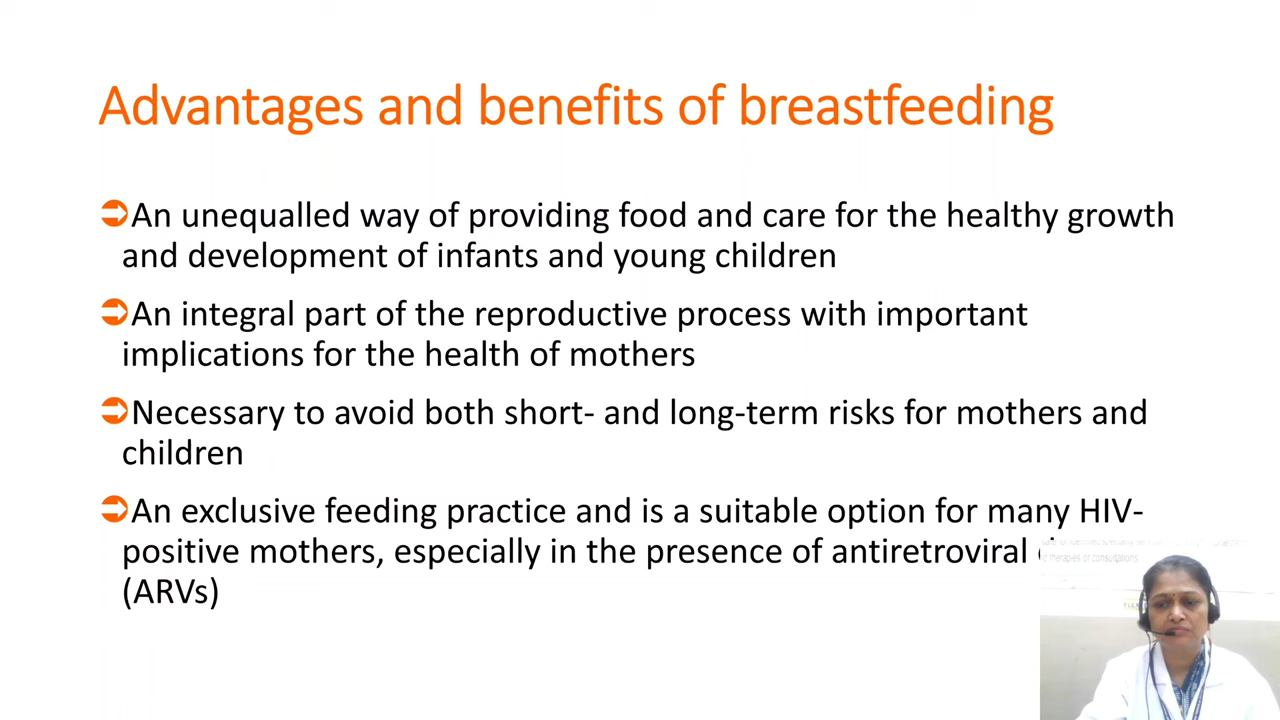 Advantages and benefits of breastfeeding
An unequalled way of providing food and care for the healthy growth
and development of infants and young children
An integral part of the reproductive process with important
implications for the health of mothers
Necessary to avoid both short- and long-term risks for mothers and
children
An exclusive feeding practice and is a suitable option for many HIV-
positive mothers, especially in the presence of antiretroviral
(ARVs)
therapies or consultations